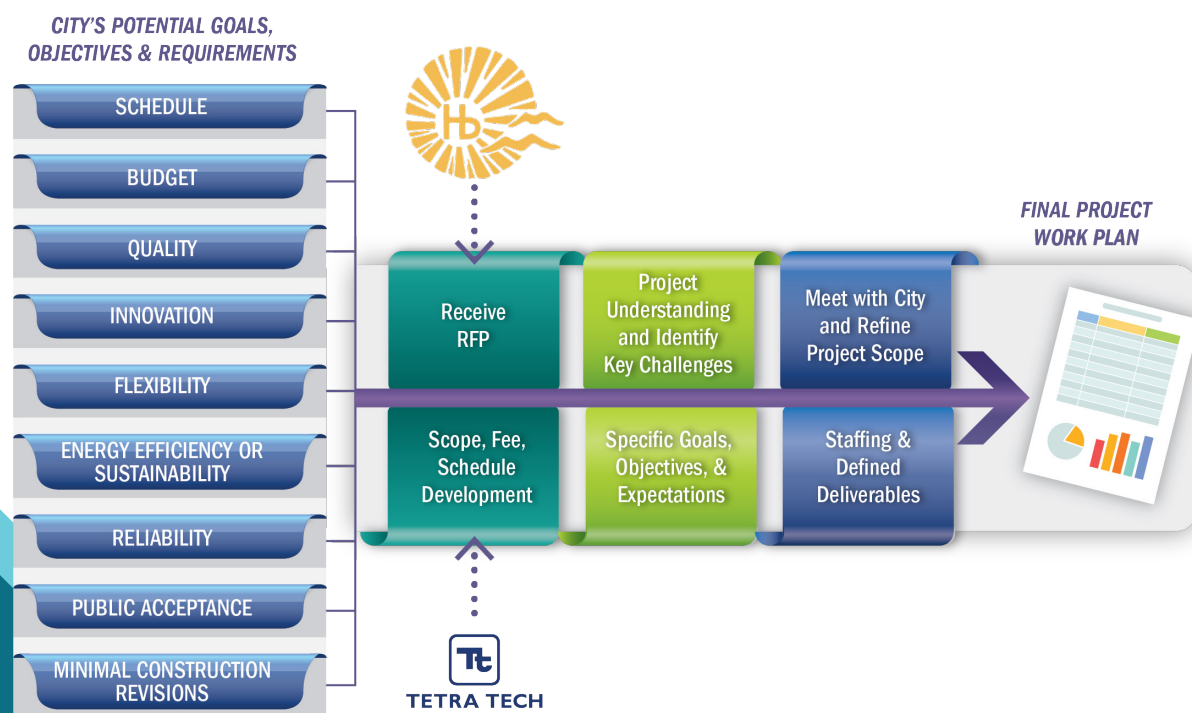 CITY'S POTENTIAL GOALS,
OBJECTIVES & REQUIREMENTS
SCHEDULE
BUDGET
QUALITY
INNOVATION
FLEXIBILITY
ENERGY EFFICIENCY OR
SUSTAINABILITY
RELIABILITY
PUBLIC ACCEPTANCE
MINIMAL CONSTRUCTION
REVISIONS
Hb
Receive
RFP
Project
Understanding
and Identify
Key Challenges
Meet with City
and Refine
Project Scope
Scope, Fee,
Schedule
Development
Specific Goals,
Objectives, &
Expectations
Staffing &
Defined
Deliverables
Tt
TETRA TECH
FINAL PROJECT
WORK PLAN